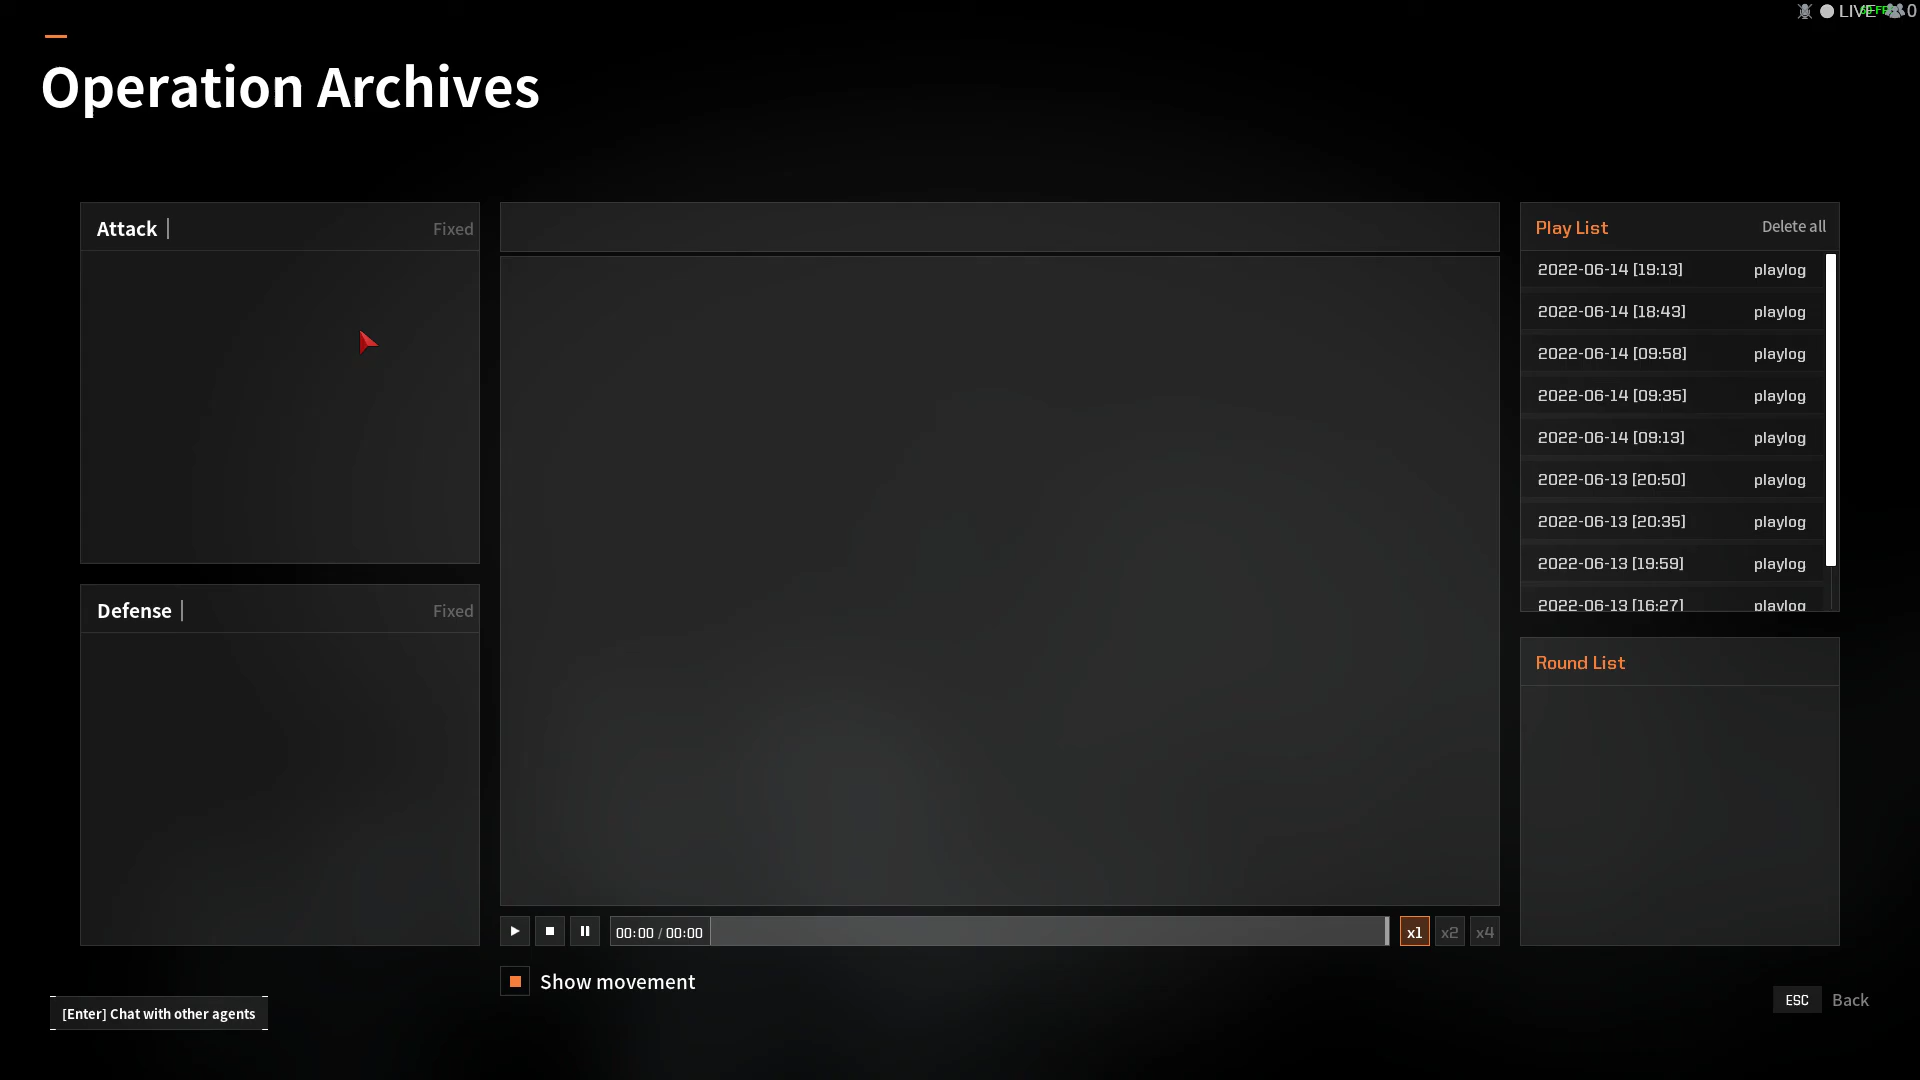 LIVE 0
Operation Archives
Attack | Fixed
Defense | Fixed
00:00 / 00:00
x1 x2 x4
Show movement
Play List Delete all
2022-06-14 [19:13] playlog
2022-06-14 [18:43] playlog
2022-06-14 [09:58] playlog
2022-06-14 [09:35] playlog
2022-06-14 [09:13] playlog
2022-06-13 [20:50] playlog
2022-06-13 [20:35] playlog
2022-06-13 [19:59] playlog
2022-06-13 [16:27] playlog
Round List
[Enter] Chat with other agents
ESC Back